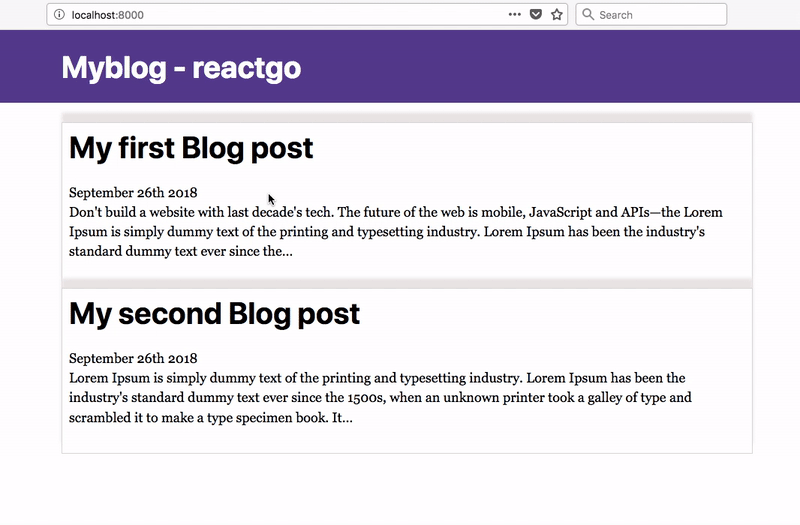 localhost:8000
Search
Myblog - reactgo
My first Blog post
September 26th 2018
Don't build a website with last decade's tech. The future of the web is mobile, JavaScript and APIs—the Lorem
Ipsum is simply dummy text of the printing and typesetting industry. Lorem Ipsum has been the industry's
standard dummy text ever since the…
My second Blog post
September 26th 2018
Lorem Ipsum is simply dummy text of the printing and typesetting industry. Lorem Ipsum has been the
industry's standard dummy text ever since the 1500s, when an unknown printer took a galley of type and
scrambled it to make a type specimen book. It…